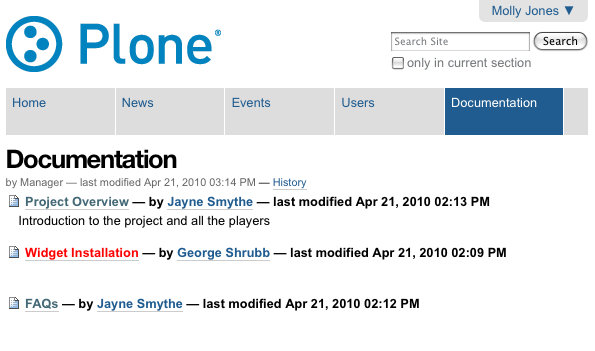 Molly Jones ▼
Plone®
Search Site
Search
only in current section
Home
News
Events
Users
Documentation
Documentation
by Manager — last modified Apr 21, 2010 03:14 PM — History
Project Overview — by Jayne Smythe — last modified Apr 21, 2010 02:13 PM
Introduction to the project and all the players
Widget Installation — by George Shrubb — last modified Apr 21, 2010 02:09 PM
FAQs — by Jayne Smythe — last modified Apr 21, 2010 02:12 PM